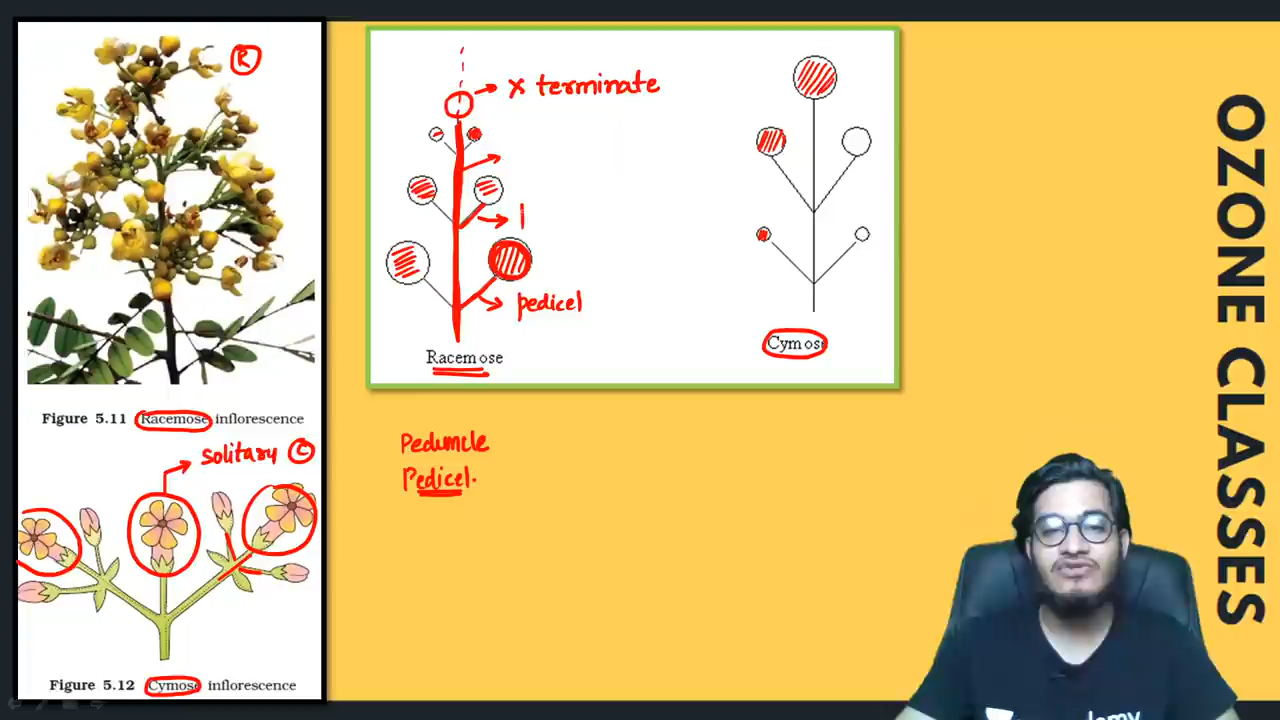 R
Figure 5.11 Racemose inflorescence
solitary C
Figure 5.12 Cymose inflorescence
x terminate
1
pedicel
Racemose
Cymose
Peduncle
Pedicel.
OZONE CLASSES